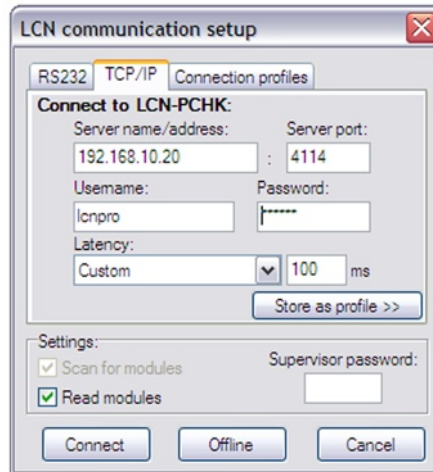 LCN communication setup
RS232 TCP/IP Connection profiles
Connect to LCN-PCHK:
Server name/address: Server port:
192.168.10.20 : 4114
Username: Password:
lcnpro ••••••
Latency:
Custom 100 ms
Store as profile >>
Settings:
Scan for modules Supervisor password:
Read modules
Connect Offline Cancel